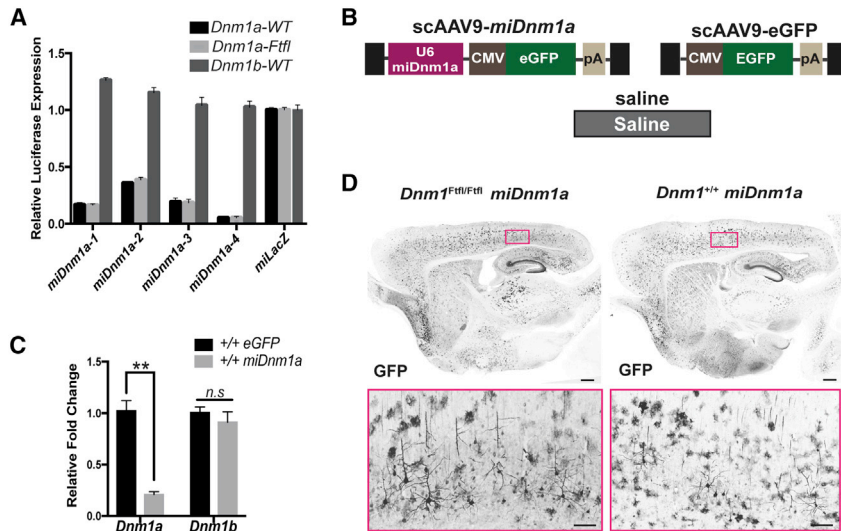 A
Dnm1a-WT
Dnm1a-Ftfl
Dnm1b-WT
Relative Luciferase Expression
1.5
1.0
0.5
0.0
miDnm1a-1
miDnm1a-2
miDnm1a-3
miDnm1a-4
miLacZ
B
scAAV9-miDnm1a
U6
miDnm1a
CMV
eGFP
pA
scAAV9-eGFP
CMV
EGFP
pA
saline
Saline
C
+/+ eGFP
+/+ miDnm1a
Relative Fold Change
1.5
1.0
0.5
0.0
**
n.s
Dnm1a
Dnm1b
D
Dnm1Ftfl/Ftfl miDnm1a
Dnm1+/+ miDnm1a
GFP
GFP